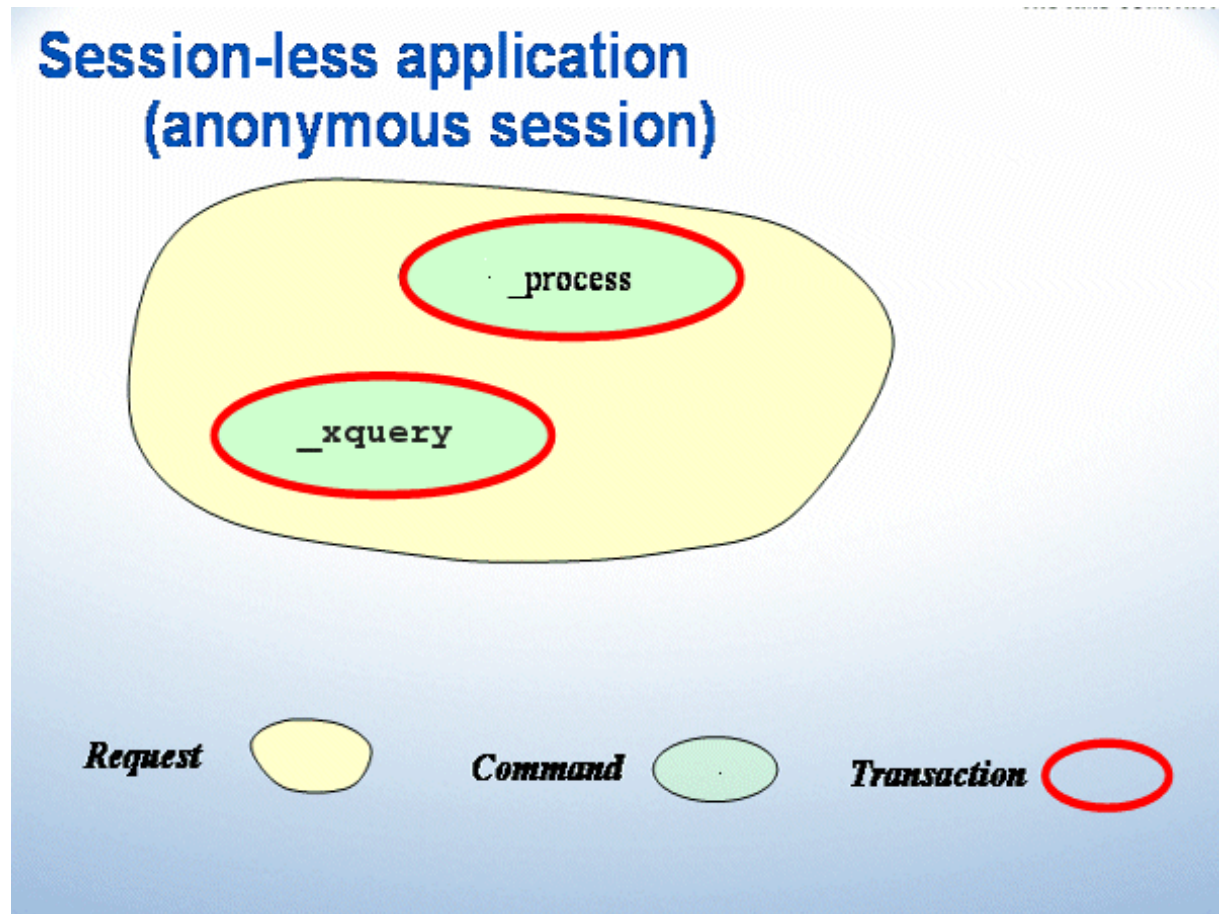 Session-less application
(anonymous session)
_process
_xquery
Request
Command
Transaction